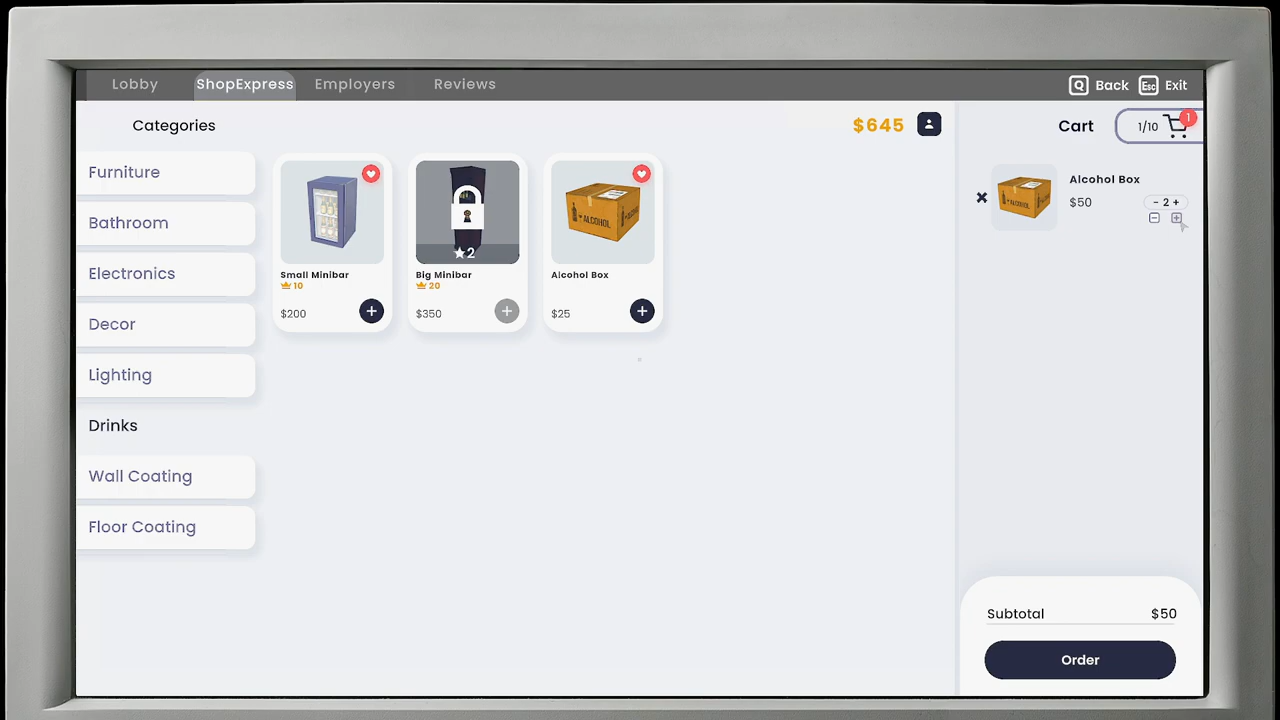 Lobby
ShopExpress
Employers
Reviews
Q Back
Esc Exit
Categories
$645
Cart
1/10
1
Furniture
Bathroom
Electronics
Decor
Lighting
Drinks
Wall Coating
Floor Coating
Small Minibar
10
$200
2
Big Minibar
20
$350
ALCOHOL
Alcohol Box
$25
Alcohol Box
$50
- 2 +
Subtotal $50
Order